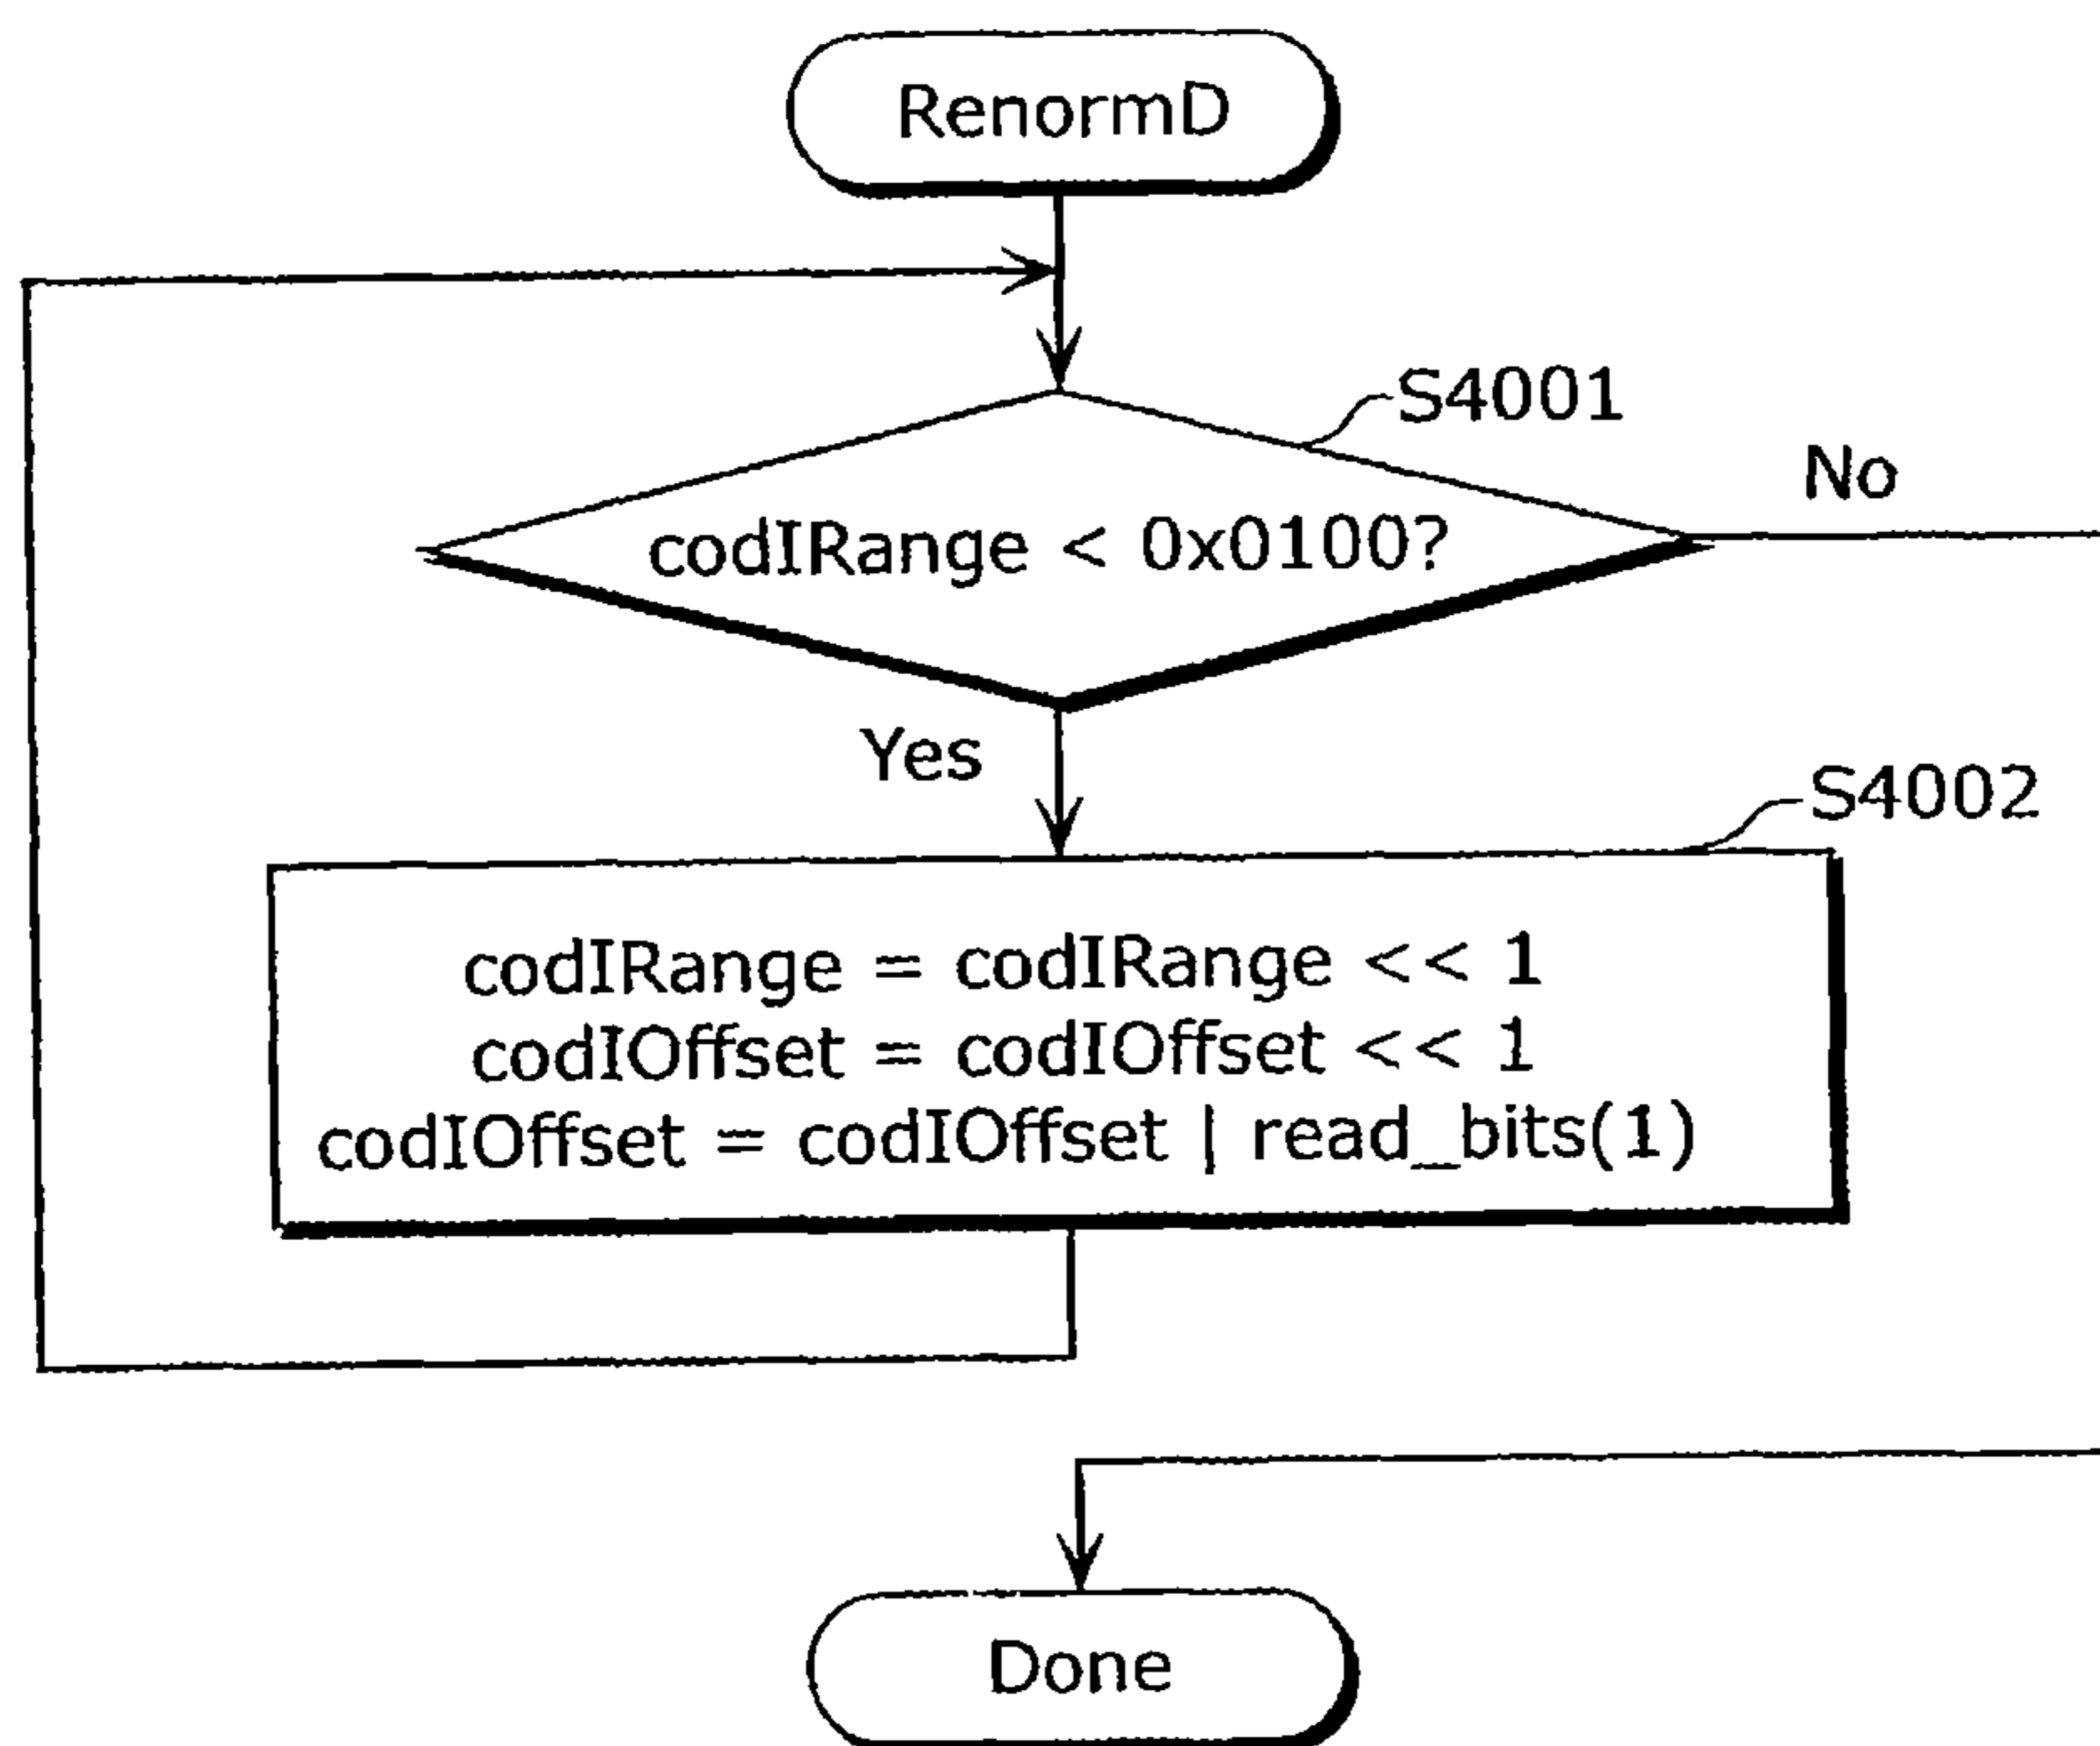 RenormD
S4001
No
codIRange < 0x0100?
Yes
S4002
codIRange = codIRange << 1
codIOffset = codIOffset << 1
codIOffset = codIOffset | read_bits(1)
Done